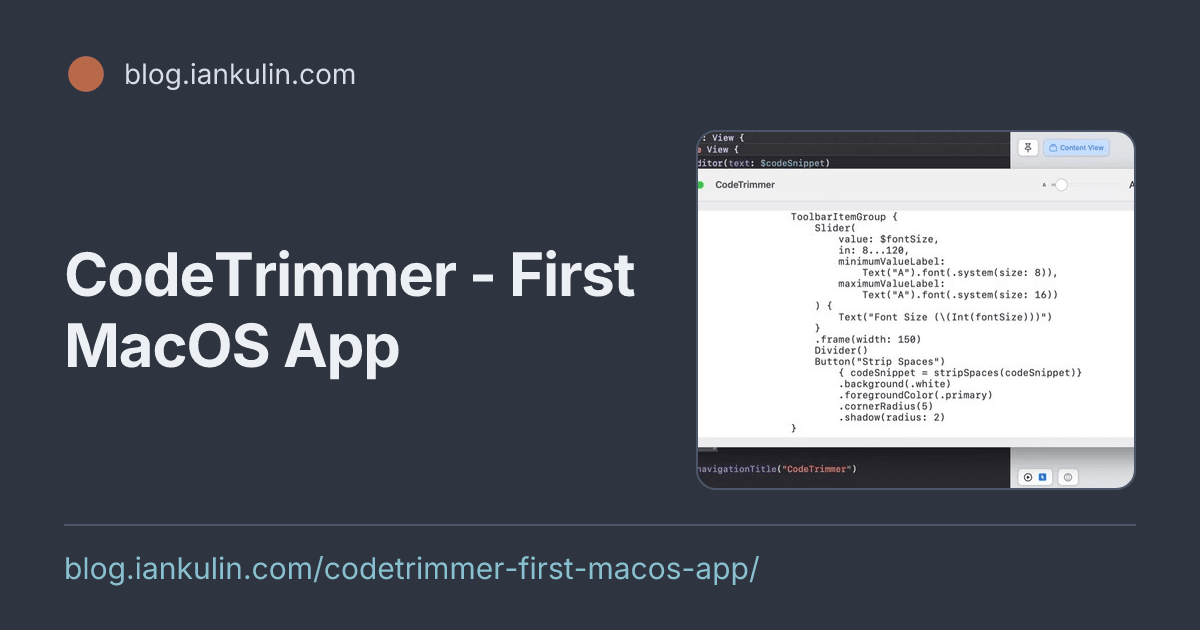 blog.iankulin.com
CodeTrimmer - First
MacOS App
: View {
View {
ditor(text: $codeSnippet)
Content View
CodeTrimmer
A
A
ToolbarItemGroup {
Slider(
value: $fontSize,
in: 8...120,
minimumValueLabel:
Text("A").font(.system(size: 8)),
maximumValueLabel:
Text("A").font(.system(size: 16))
) {
Text("Font Size (\(Int(fontSize)))")
}
.frame(width: 150)
Divider()
Button("Strip Spaces")
{ codeSnippet = stripSpaces(codeSnippet)}
.background(.white)
.foregroundColor(.primary)
.cornerRadius(5)
.shadow(radius: 2)
}
navigationTitle("CodeTrimmer")
blog.iankulin.com/codetrimmer-first-macos-app/